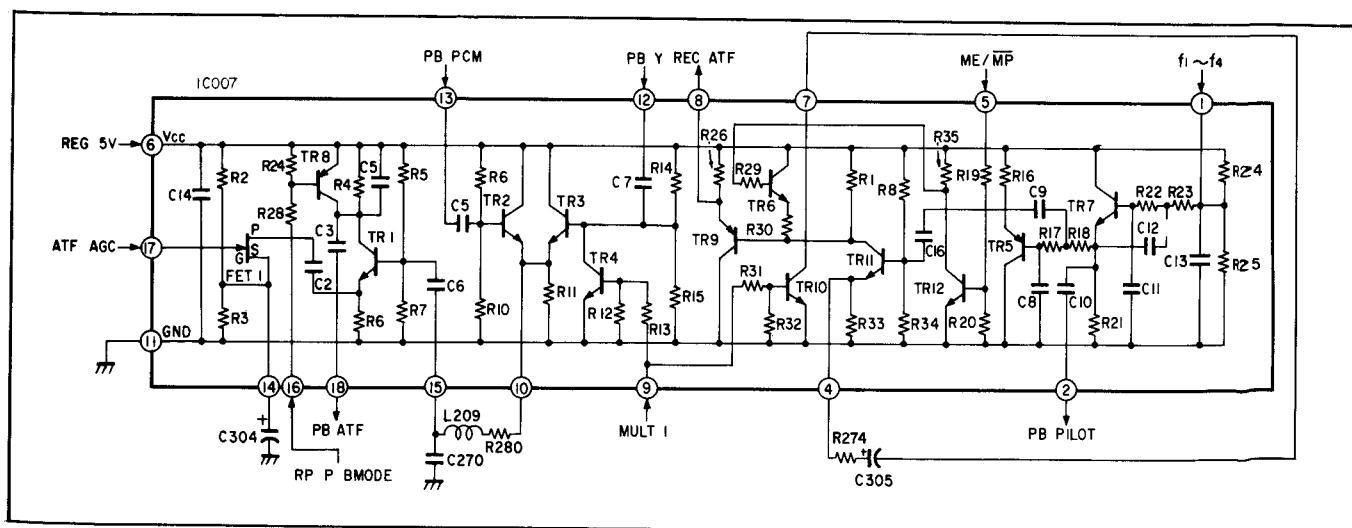 PB PCM
PB Y REC ATF
ME/MP
f1~f4
IC007
13
12
8
7
5
1
REG 5V
6
Vcc
R24
TR8
R4
C5
R5
R6
TR2
TR3
C7
R14
R26
R29
TR6
R30
R1
R8
R35
R19
R16
C9
TR7
R22
R23
R24
C14
R2
R28
C5
TR9
C16
TR5
R17
R18
C12
C13
ATF AGC
17
P
S
G
FET 1
C3
TR1
C2
C6
TR4
R31
TR10
TR11
TR12
R25
R3
R6
R7
R10
R11
R12
R13
R15
R32
R33
R34
R20
C8
C10
R21
C11
11
GND
14
16
18
15
10
9
4
2
C304
+
PB ATF
L209
R280
MULT 1
R274
+
C305
PB PILOT
RP P BMODE
C270